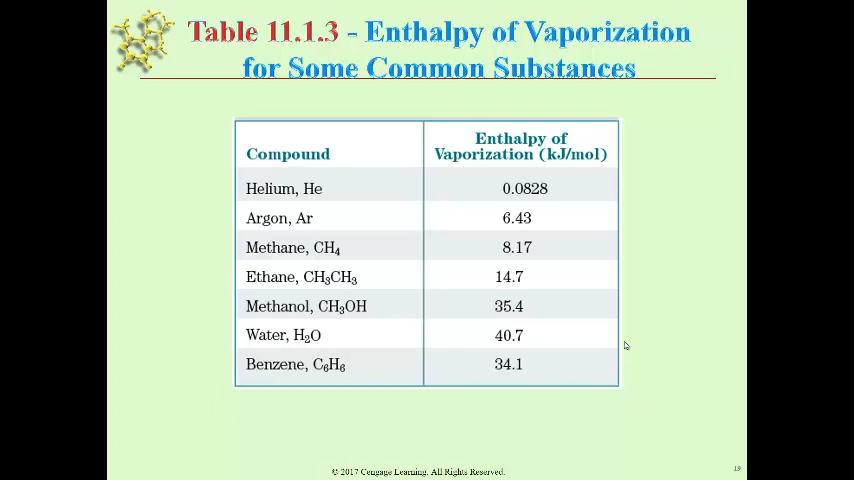 Table 11.1.3 - Enthalpy of Vaporization
for Some Common Substances
Compound
Enthalpy of
Vaporization (kJ/mol)
Helium, He 0.0828
Argon, Ar 6.43
Methane, CH₄ 8.17
Ethane, CH₃CH₃ 14.7
Methanol, CH₃OH 35.4
Water, H₂O 40.7
Benzene, C₆H₆ 34.1
© 2017 Cengage Learning. All Rights Reserved.
19